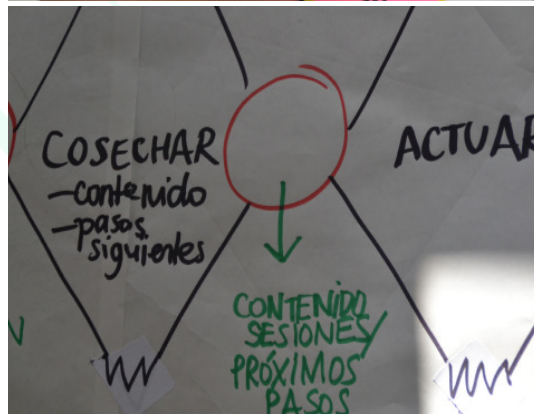 COSECHAR
-contenido
-pasos
siguientes
ACTUAR
CONTENIDO
SESIONES/
PRÓXIMOS
PASOS
N